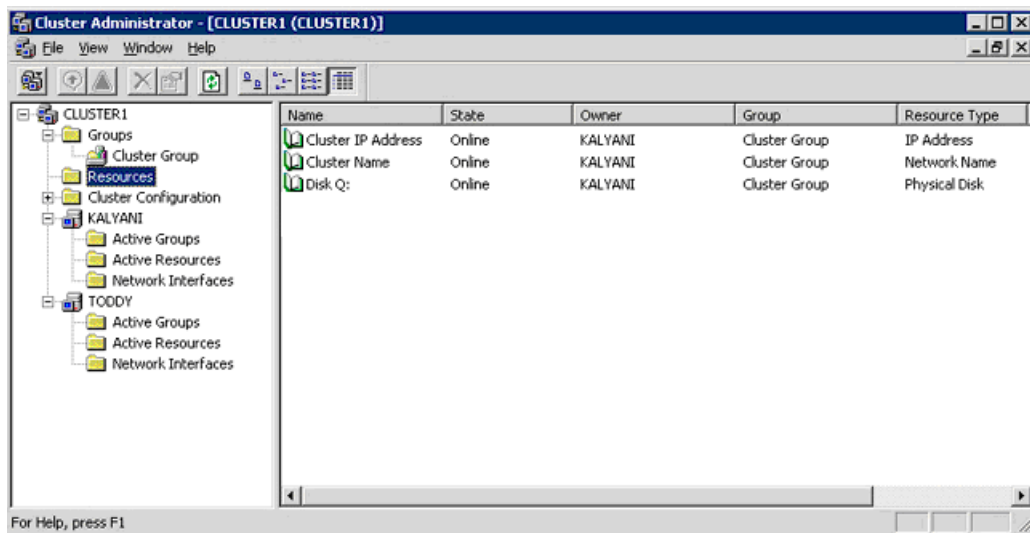 Cluster Administrator - [CLUSTER1 (CLUSTER1)]
File View Window Help
CLUSTER1
Groups
Cluster Group
Resources
Cluster Configuration
KALYANI
Active Groups
Active Resources
Network Interfaces
TODDY
Active Groups
Active Resources
Network Interfaces
Name State Owner Group Resource Type
Cluster IP Address Online KALYANI Cluster Group IP Address
Cluster Name Online KALYANI Cluster Group Network Name
Disk Q: Online KALYANI Cluster Group Physical Disk
For Help, press F1